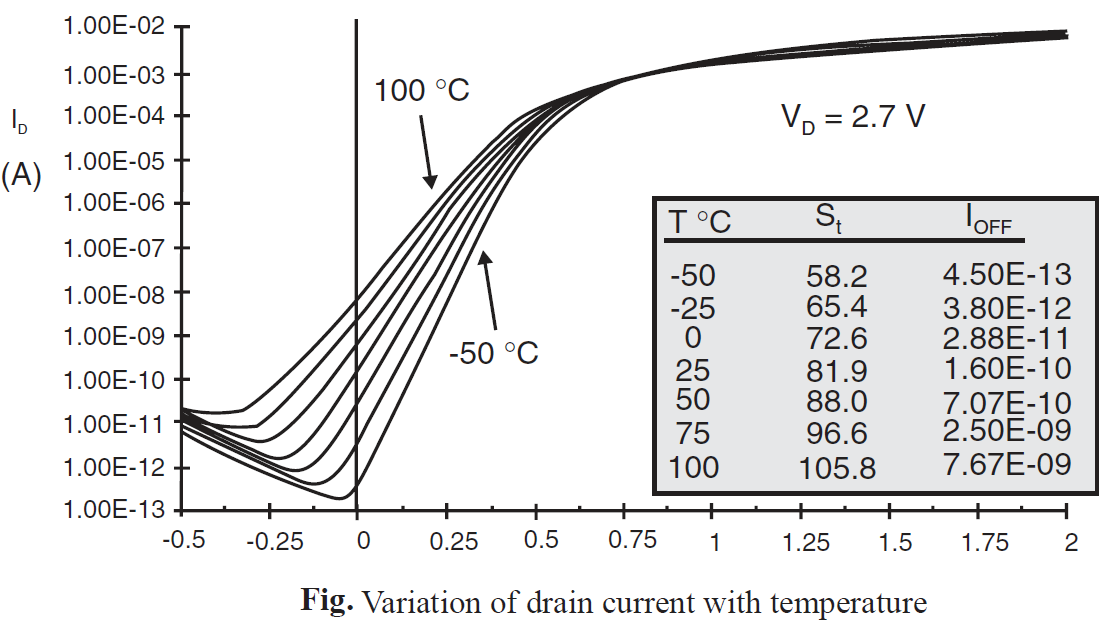 1.00E-02
1.00E-03
1.00E-04
1.00E-05
1.00E-06
1.00E-07
1.00E-08
1.00E-09
1.00E-10
1.00E-11
1.00E-12
1.00E-13
I_D
(A)
100 °C
-50 °C
V_D = 2.7 V
T °C S_t I_OFF
-50 58.2 4.50E-13
-25 65.4 3.80E-12
0 72.6 2.88E-11
25 81.9 1.60E-10
50 88.0 7.07E-10
75 96.6 2.50E-09
100 105.8 7.67E-09
-0.5 -0.25 0 0.25 0.5 0.75 1 1.25 1.5 1.75 2
Fig. Variation of drain current with temperature